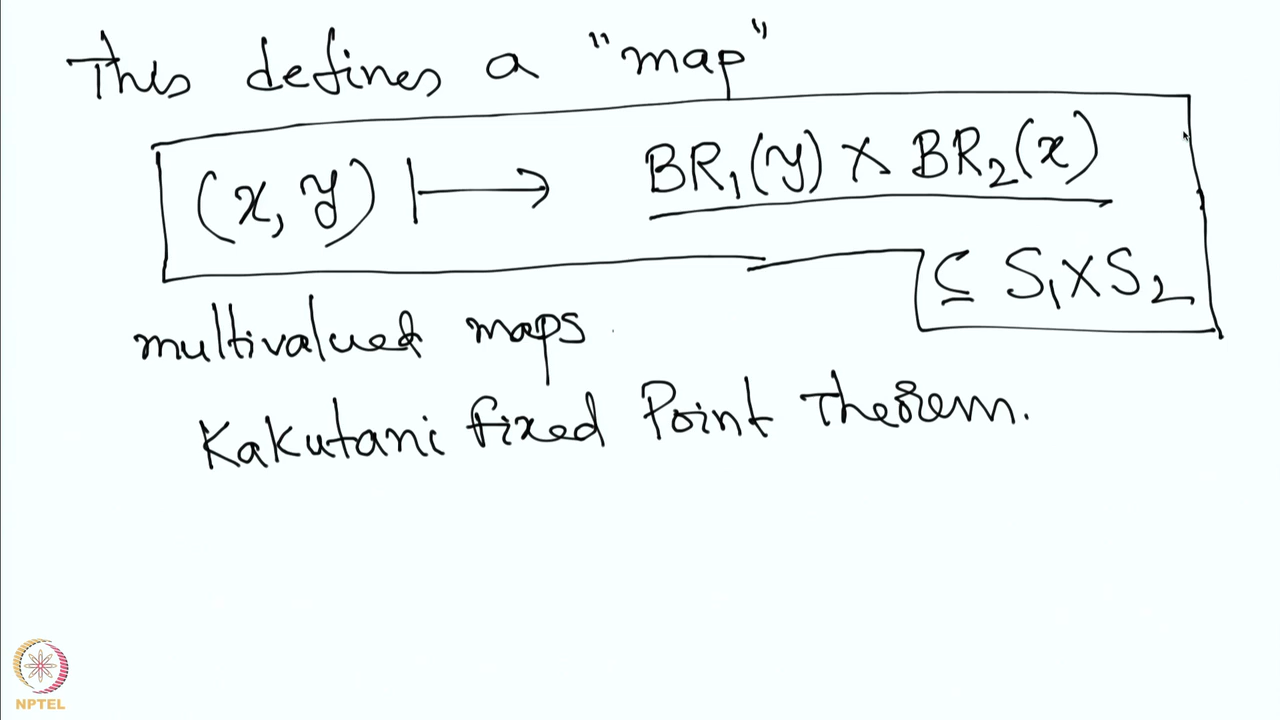 This defines a "map"
(x, y) ⟼ BR₁(y) × BR₂(x)
⊆ S₁×S₂
multivalued maps
Kakutani fixed Point Theorem.
NPTEL